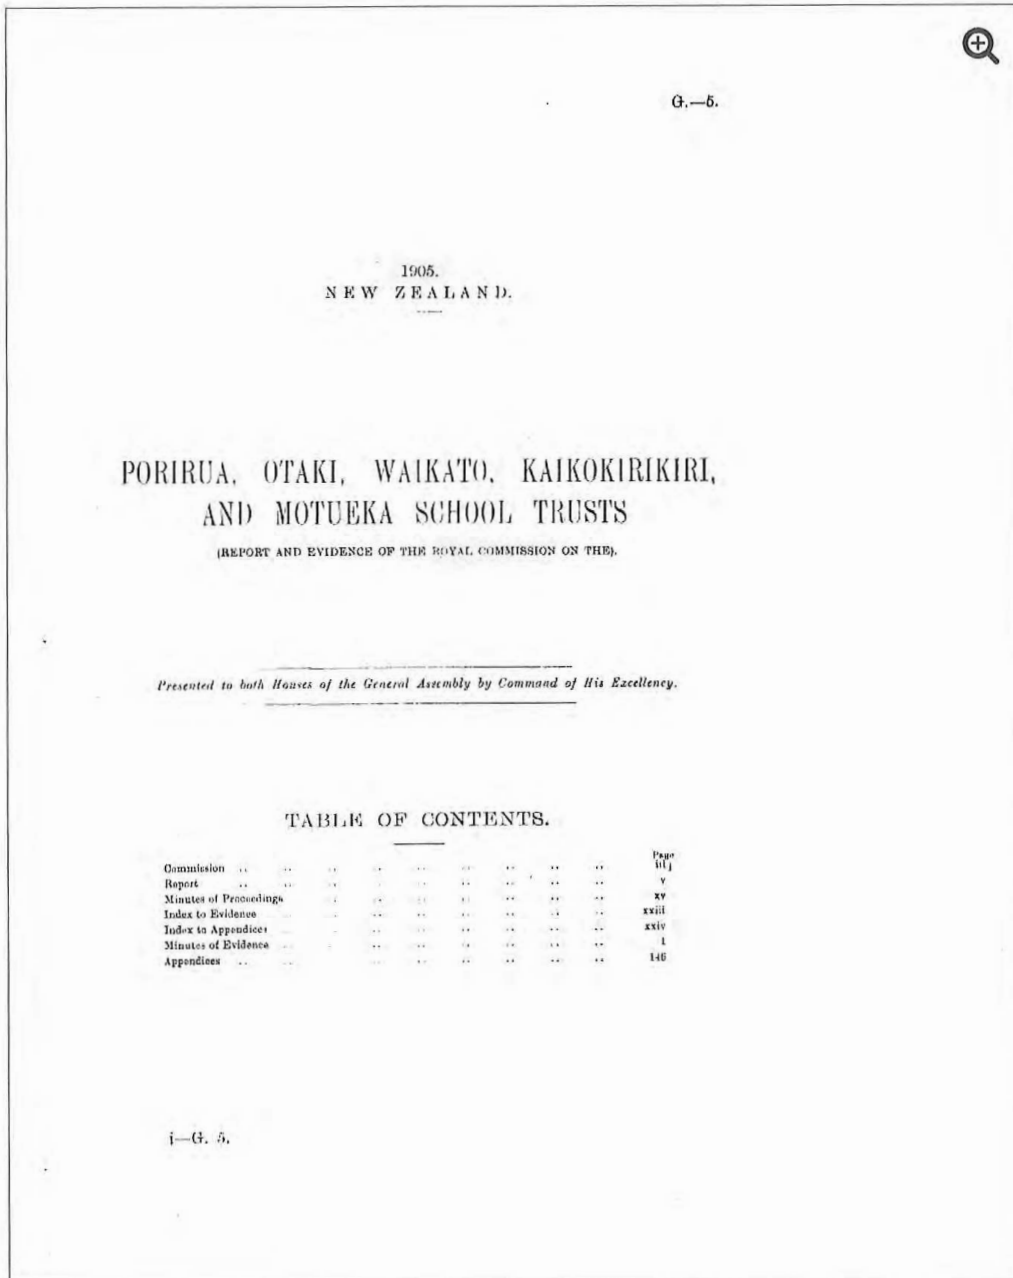 G.—5.
1905.
NEW ZEALAND.
PORIRUA, OTAKI, WAIKATO, KAIKOKIRIKIRI,
AND MOTUEKA SCHOOL TRUSTS
(REPORT AND EVIDENCE OF THE ROYAL COMMISSION ON THE).
Presented to both Houses of the General Assembly by Command of His Excellency.
TABLE OF CONTENTS.
Page
Commission .. .. .. .. .. .. .. .. .. iij
Report .. .. .. .. .. .. .. .. .. v
Minutes of Proceedings .. .. .. .. .. .. .. xv
Index to Evidence .. .. .. .. .. .. .. xxiii
Index to Appendices .. .. .. .. .. .. .. xxiv
Minutes of Evidence .. .. .. .. .. .. .. 1
Appendices .. .. .. .. .. .. .. .. 146
i—G. 5.